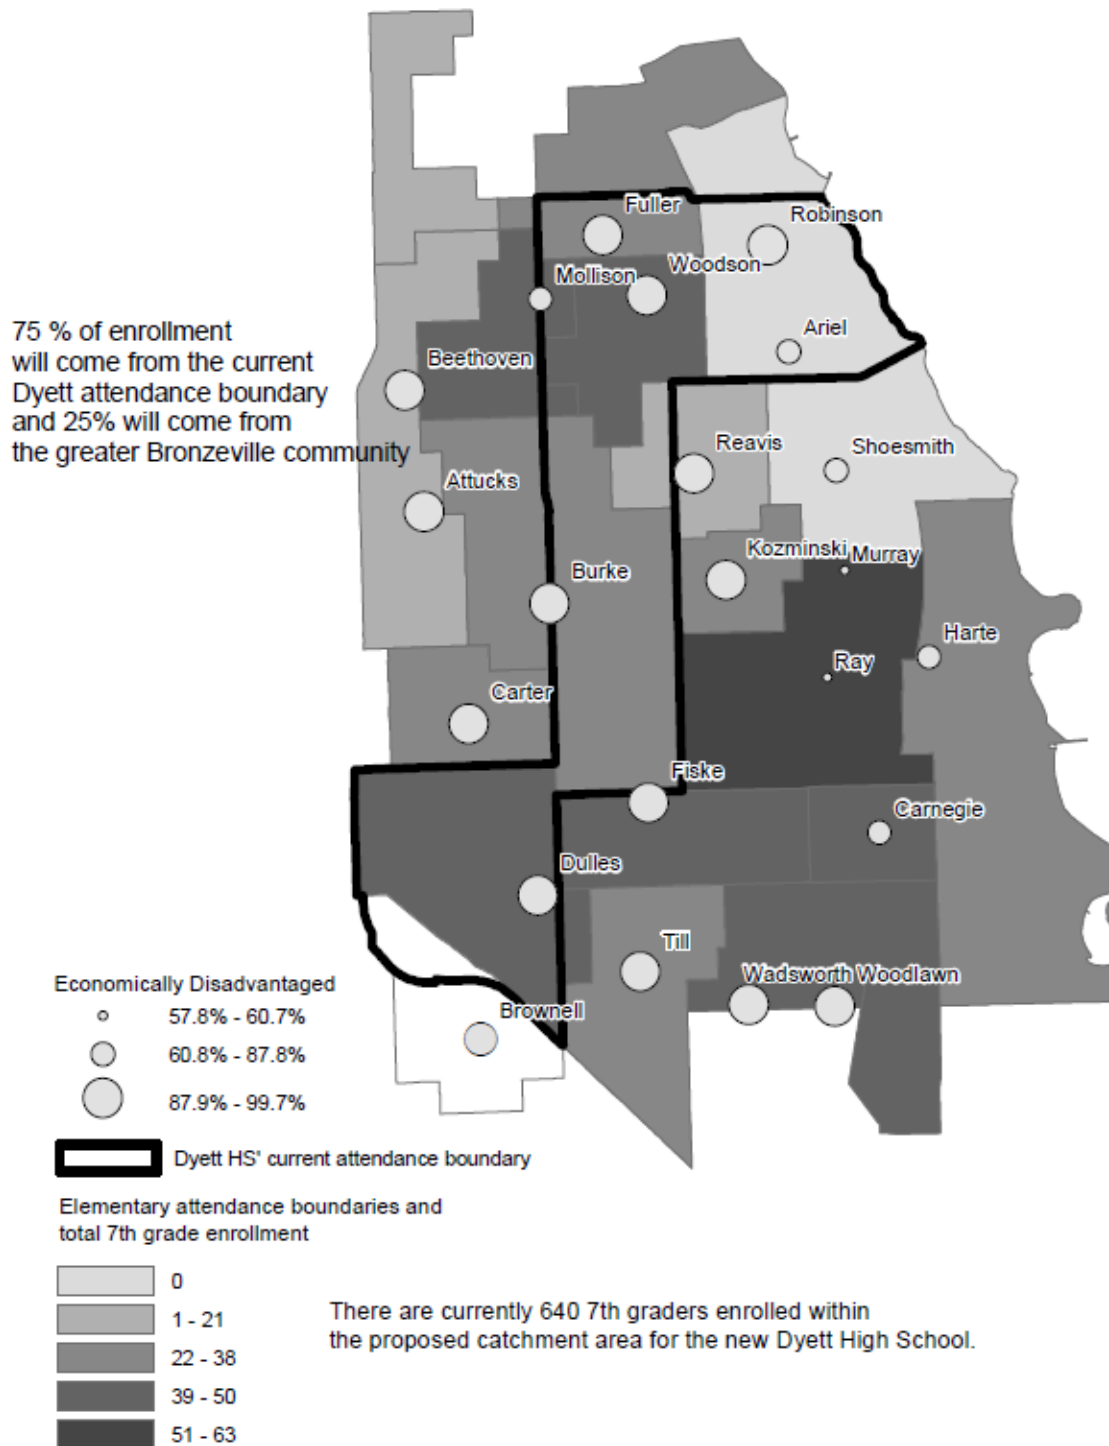 Fuller
Robinson
Woodson
Mollison
Ariel
75 % of enrollment
will come from the current
Dyett attendance boundary
and 25% will come from
the greater Bronzeville community
Beethoven
Reavis
Shoesmith
Attucks
Kozminski
Murray
Burke
Harte
Ray
Carter
Fiske
Carnegie
Dulles
Till
Wadsworth
Woodlawn
Brownell
Economically Disadvantaged
57.8% - 60.7%
60.8% - 87.8%
87.9% - 99.7%
Dyett HS' current attendance boundary
Elementary attendance boundaries and
total 7th grade enrollment
0
1 - 21
22 - 38
39 - 50
51 - 63
There are currently 640 7th graders enrolled within
the proposed catchment area for the new Dyett High School.